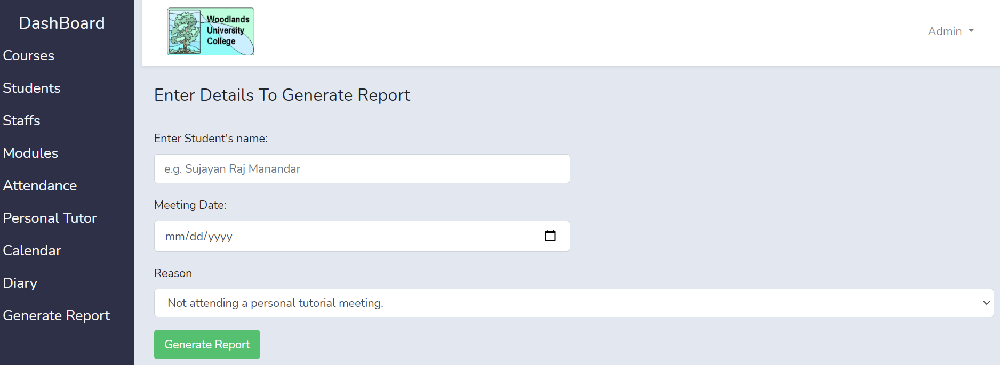 DashBoard
Courses
Students
Staffs
Modules
Attendance
Personal Tutor
Calendar
Diary
Generate Report
Woodlands
University
College
Admin
Enter Details To Generate Report
Enter Student's name:
e.g. Sujayan Raj Manandar
Meeting Date:
mm/dd/yyyy
Reason
Not attending a personal tutorial meeting.
Generate Report